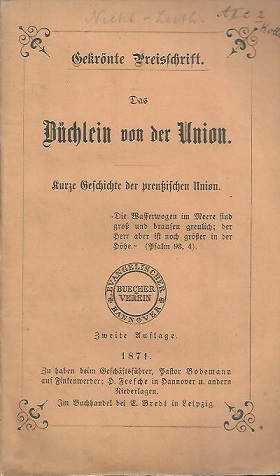 Nicht-Luth.
Gekrönte Preisschrift.
Das
Büchlein von der Union.
Kurze Geschichte der preußischen Union.
„Die Wasserwogen im Meere sind
groß und brausen greulich; der
Herr aber ist noch größer in der
Höhe.“ (Psalm 93, 4).
EVANGELISCHER
BUECHER
VEREIN
HANNOVER
Zweite Auflage.
1871.
Zu haben beim Geschäftsführer, Pastor Bodemann
auf Finkenwerder; H. Feesche in Hannover u. andern
Niederlagen.
Im Buchhandel bei E. Bredt in Leipzig.